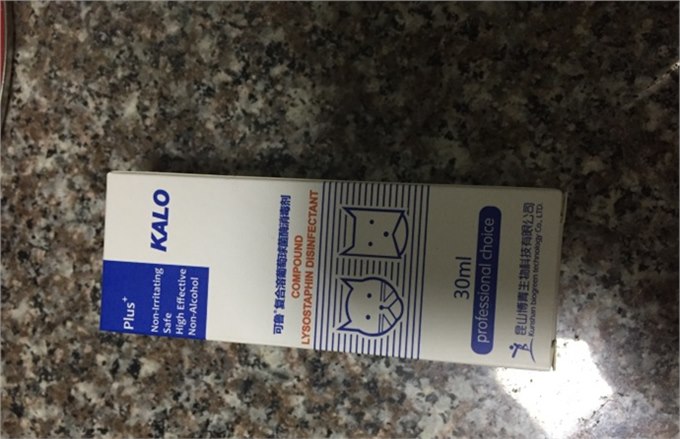 Plus⁺
Non-Irritating
Safe
High Effective
Non-Alcohol
KALO
可鲁®复合溶葡萄球菌酶消毒剂
COMPOUND
LYSOSTAPHIN DISINFECTANT
30ml
professional choice
昆山博青生物科技有限公司
Kunshan biogreen technology Co., LTD.